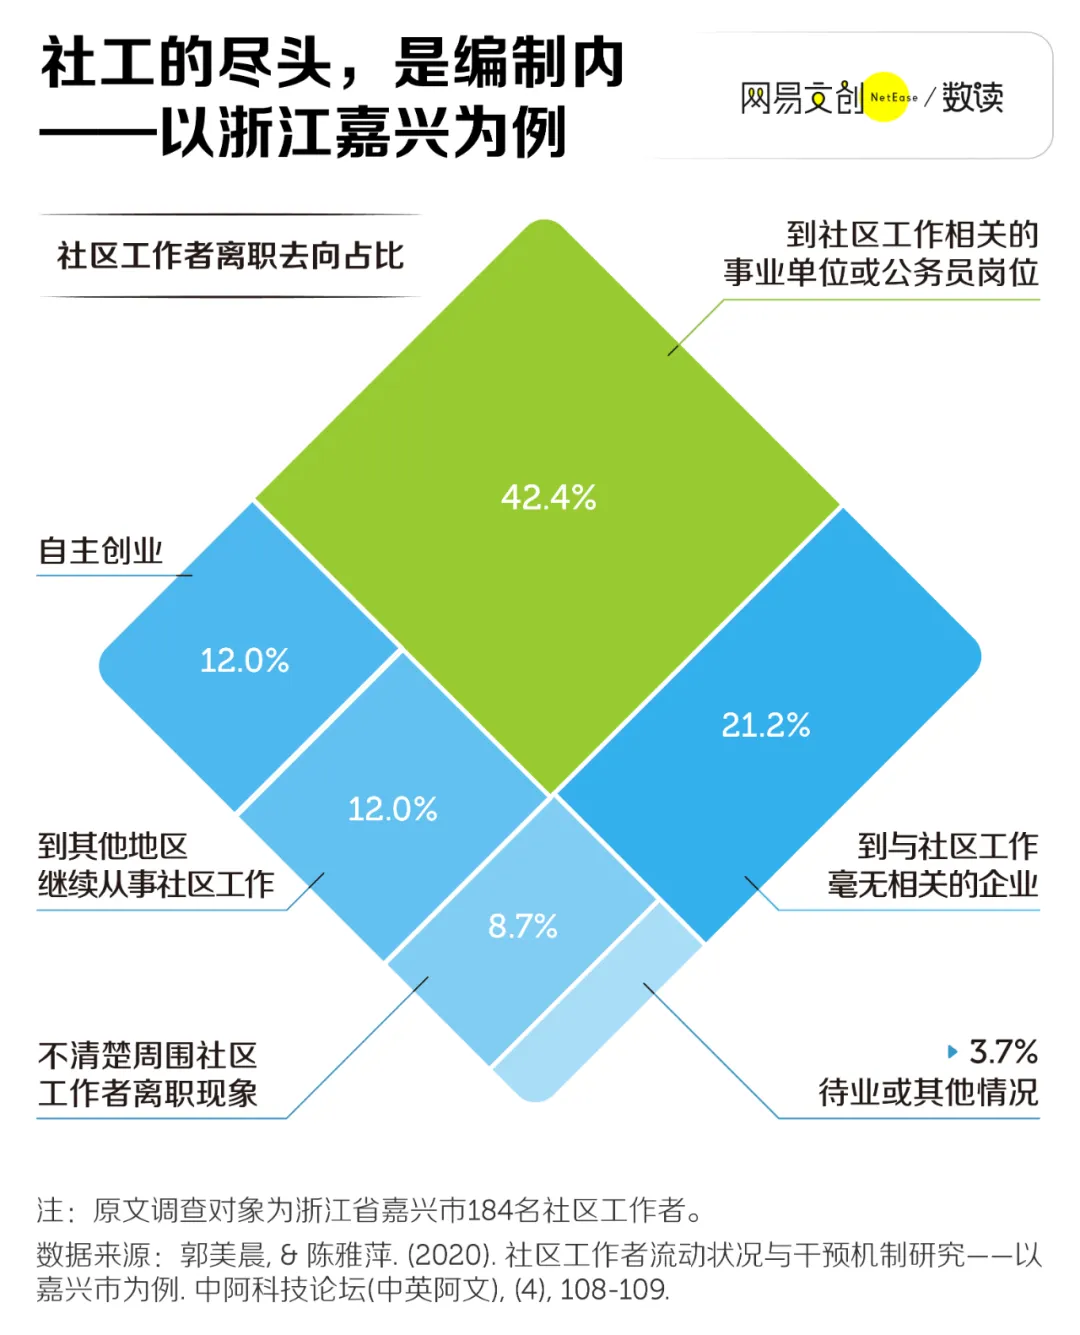 社工的尽头，是编制内
——以浙江嘉兴为例
网易文创 NetEase / 数读
社区工作者离职去向占比
到社区工作相关的
事业单位或公务员岗位
42.4%
自主创业
12.0%
21.2%
12.0%
到其他地区
继续从事社区工作
到与社区工作
毫无相关的企业
8.7%
不清楚周围社区
工作者离职现象
3.7%
待业或其他情况
注：原文调查对象为浙江省嘉兴市184名社区工作者。
数据来源：郭美晨, & 陈雅萍. (2020). 社区工作者流动状况与干预机制研究——以
嘉兴市为例. 中阿科技论坛(中英阿文), (4), 108-109.